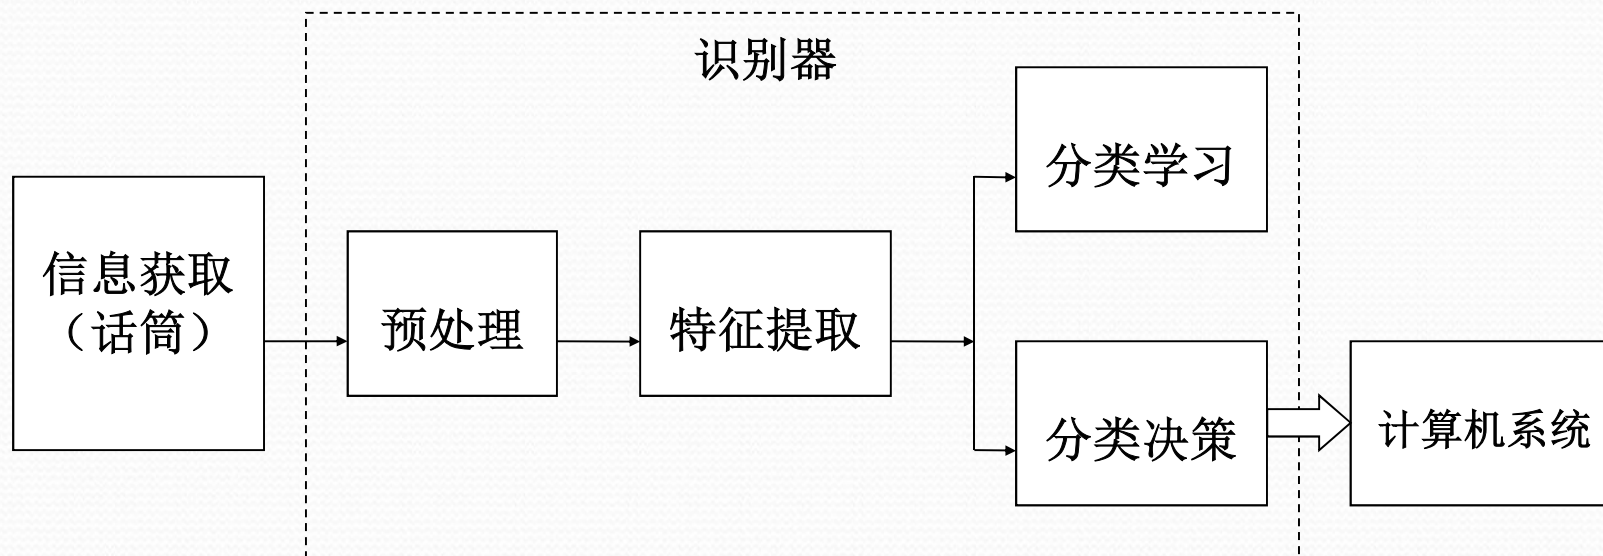 识别器
分类学习
信息获取
（话筒）
预处理
特征提取
分类决策
计算机系统